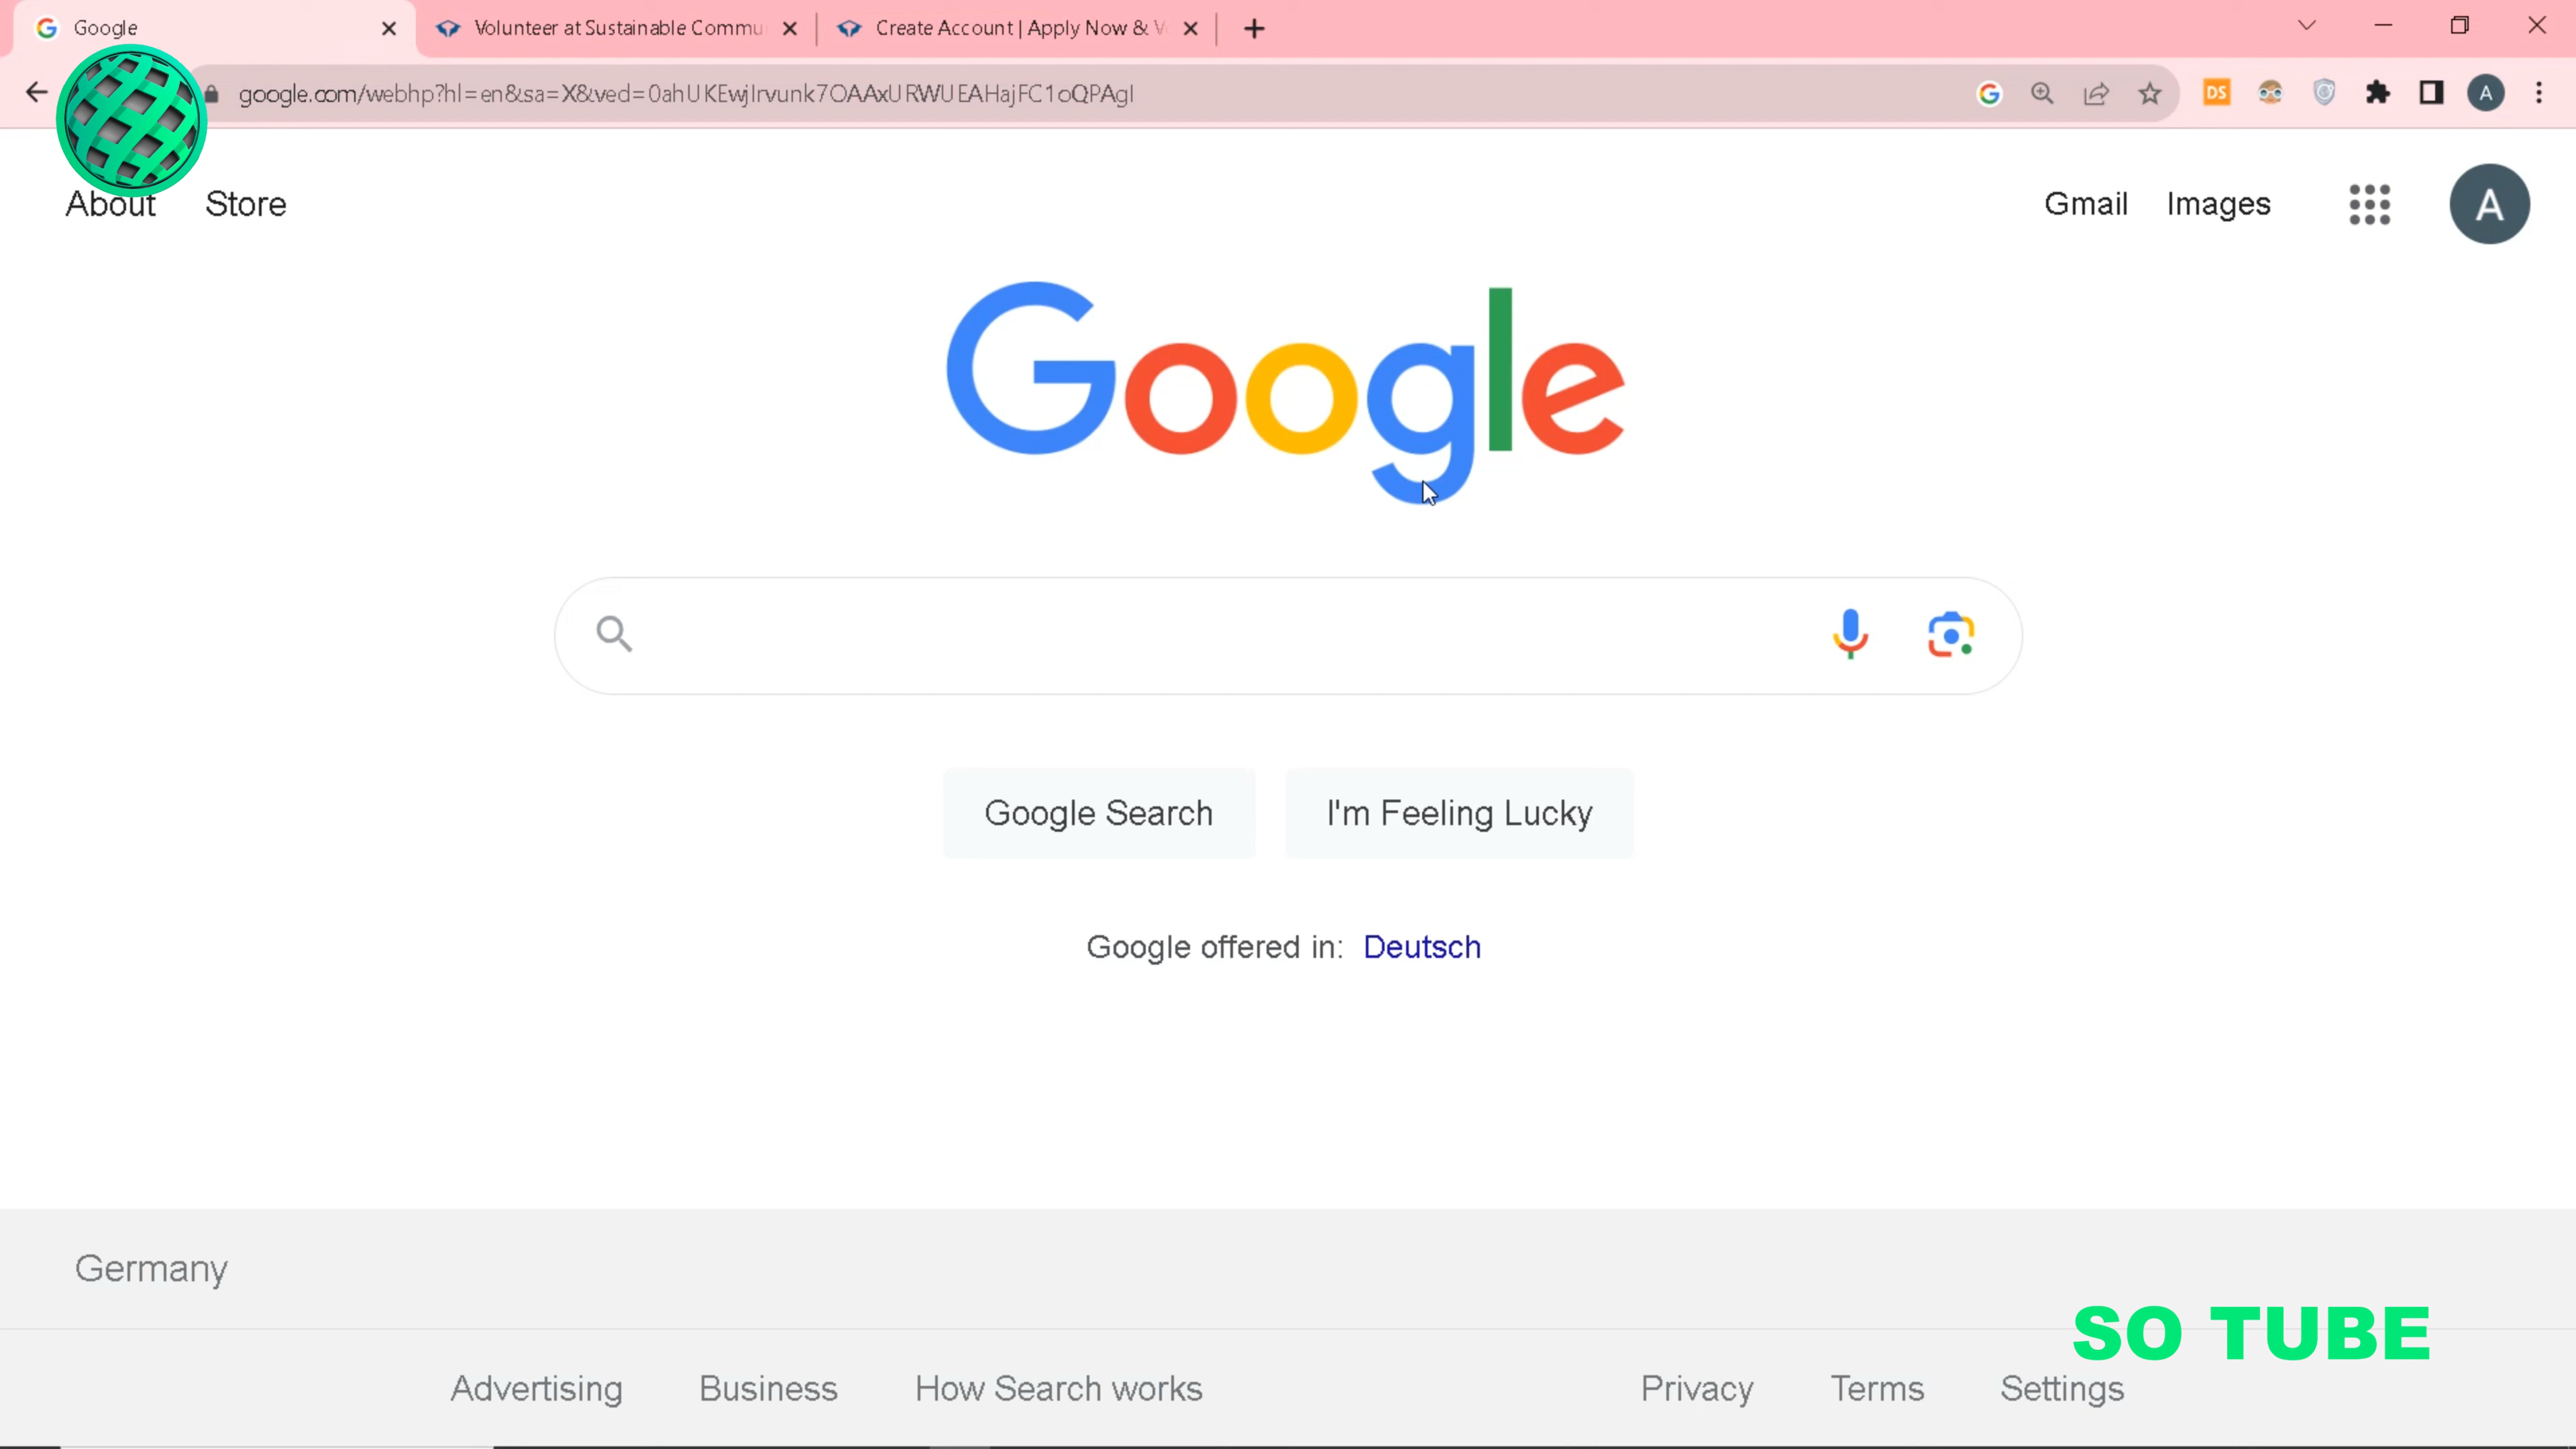 Google
Volunteer at Sustainable Commu
Create Account | Apply Now & V
google.com/webhp?hl=en&sa=X&ved=0ahUKEwjIrvunk7OAAxURWUEAHajFC1oQPAgI
DS
A
About Store
Gmail Images
A
Google
Google Search
I'm Feeling Lucky
Google offered in: Deutsch
Germany
SO TUBE
Advertising Business How Search works Privacy Terms Settings